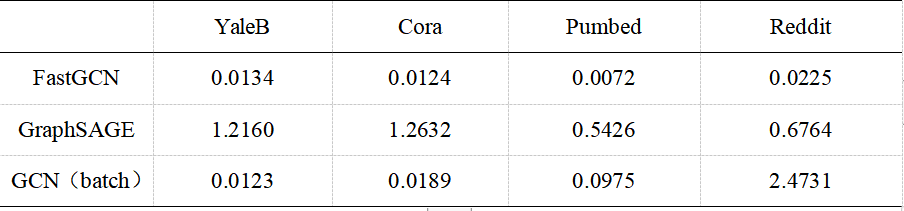 YaleB Cora Pumbed Reddit
FastGCN 0.0134 0.0124 0.0072 0.0225
GraphSAGE 1.2160 1.2632 0.5426 0.6764
GCN（batch） 0.0123 0.0189 0.0975 2.4731